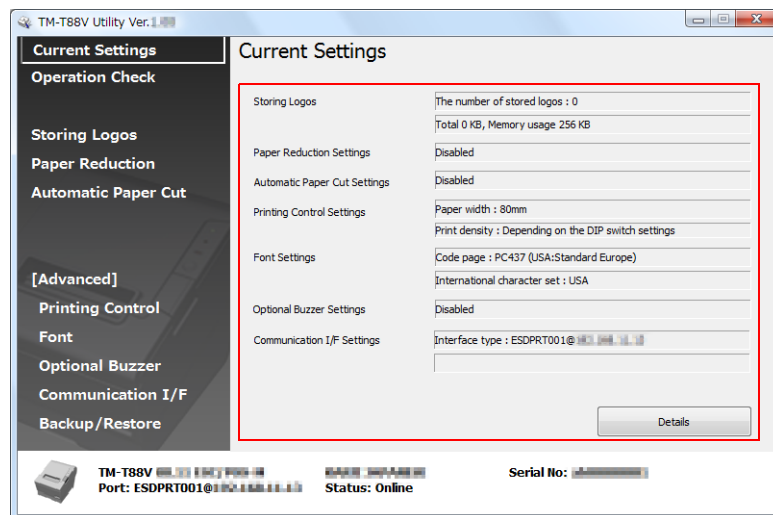 TM-T88V Utility Ver.
Current Settings
Operation Check
Storing Logos
Paper Reduction
Automatic Paper Cut
[Advanced]
Printing Control
Font
Optional Buzzer
Communication I/F
Backup/Restore
Current Settings
Storing Logos
The number of stored logos : 0
Total 0 KB, Memory usage 256 KB
Paper Reduction Settings
Disabled
Automatic Paper Cut Settings
Disabled
Printing Control Settings
Paper width : 80mm
Print density : Depending on the DIP switch settings
Font Settings
Code page : PC437 (USA:Standard Europe)
International character set : USA
Optional Buzzer Settings
Disabled
Communication I/F Settings
Interface type : ESDPRT001@
Details
TM-T88V
Serial No:
Port: ESDPRT001@
Status: Online